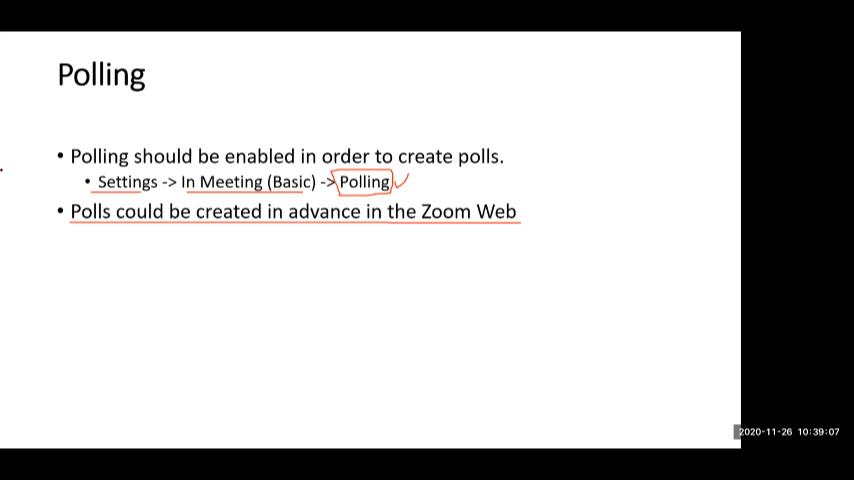 Polling
• Polling should be enabled in order to create polls.
• Settings -> In Meeting (Basic) -> Polling
• Polls could be created in advance in the Zoom Web
2020-11-26 10:39:07